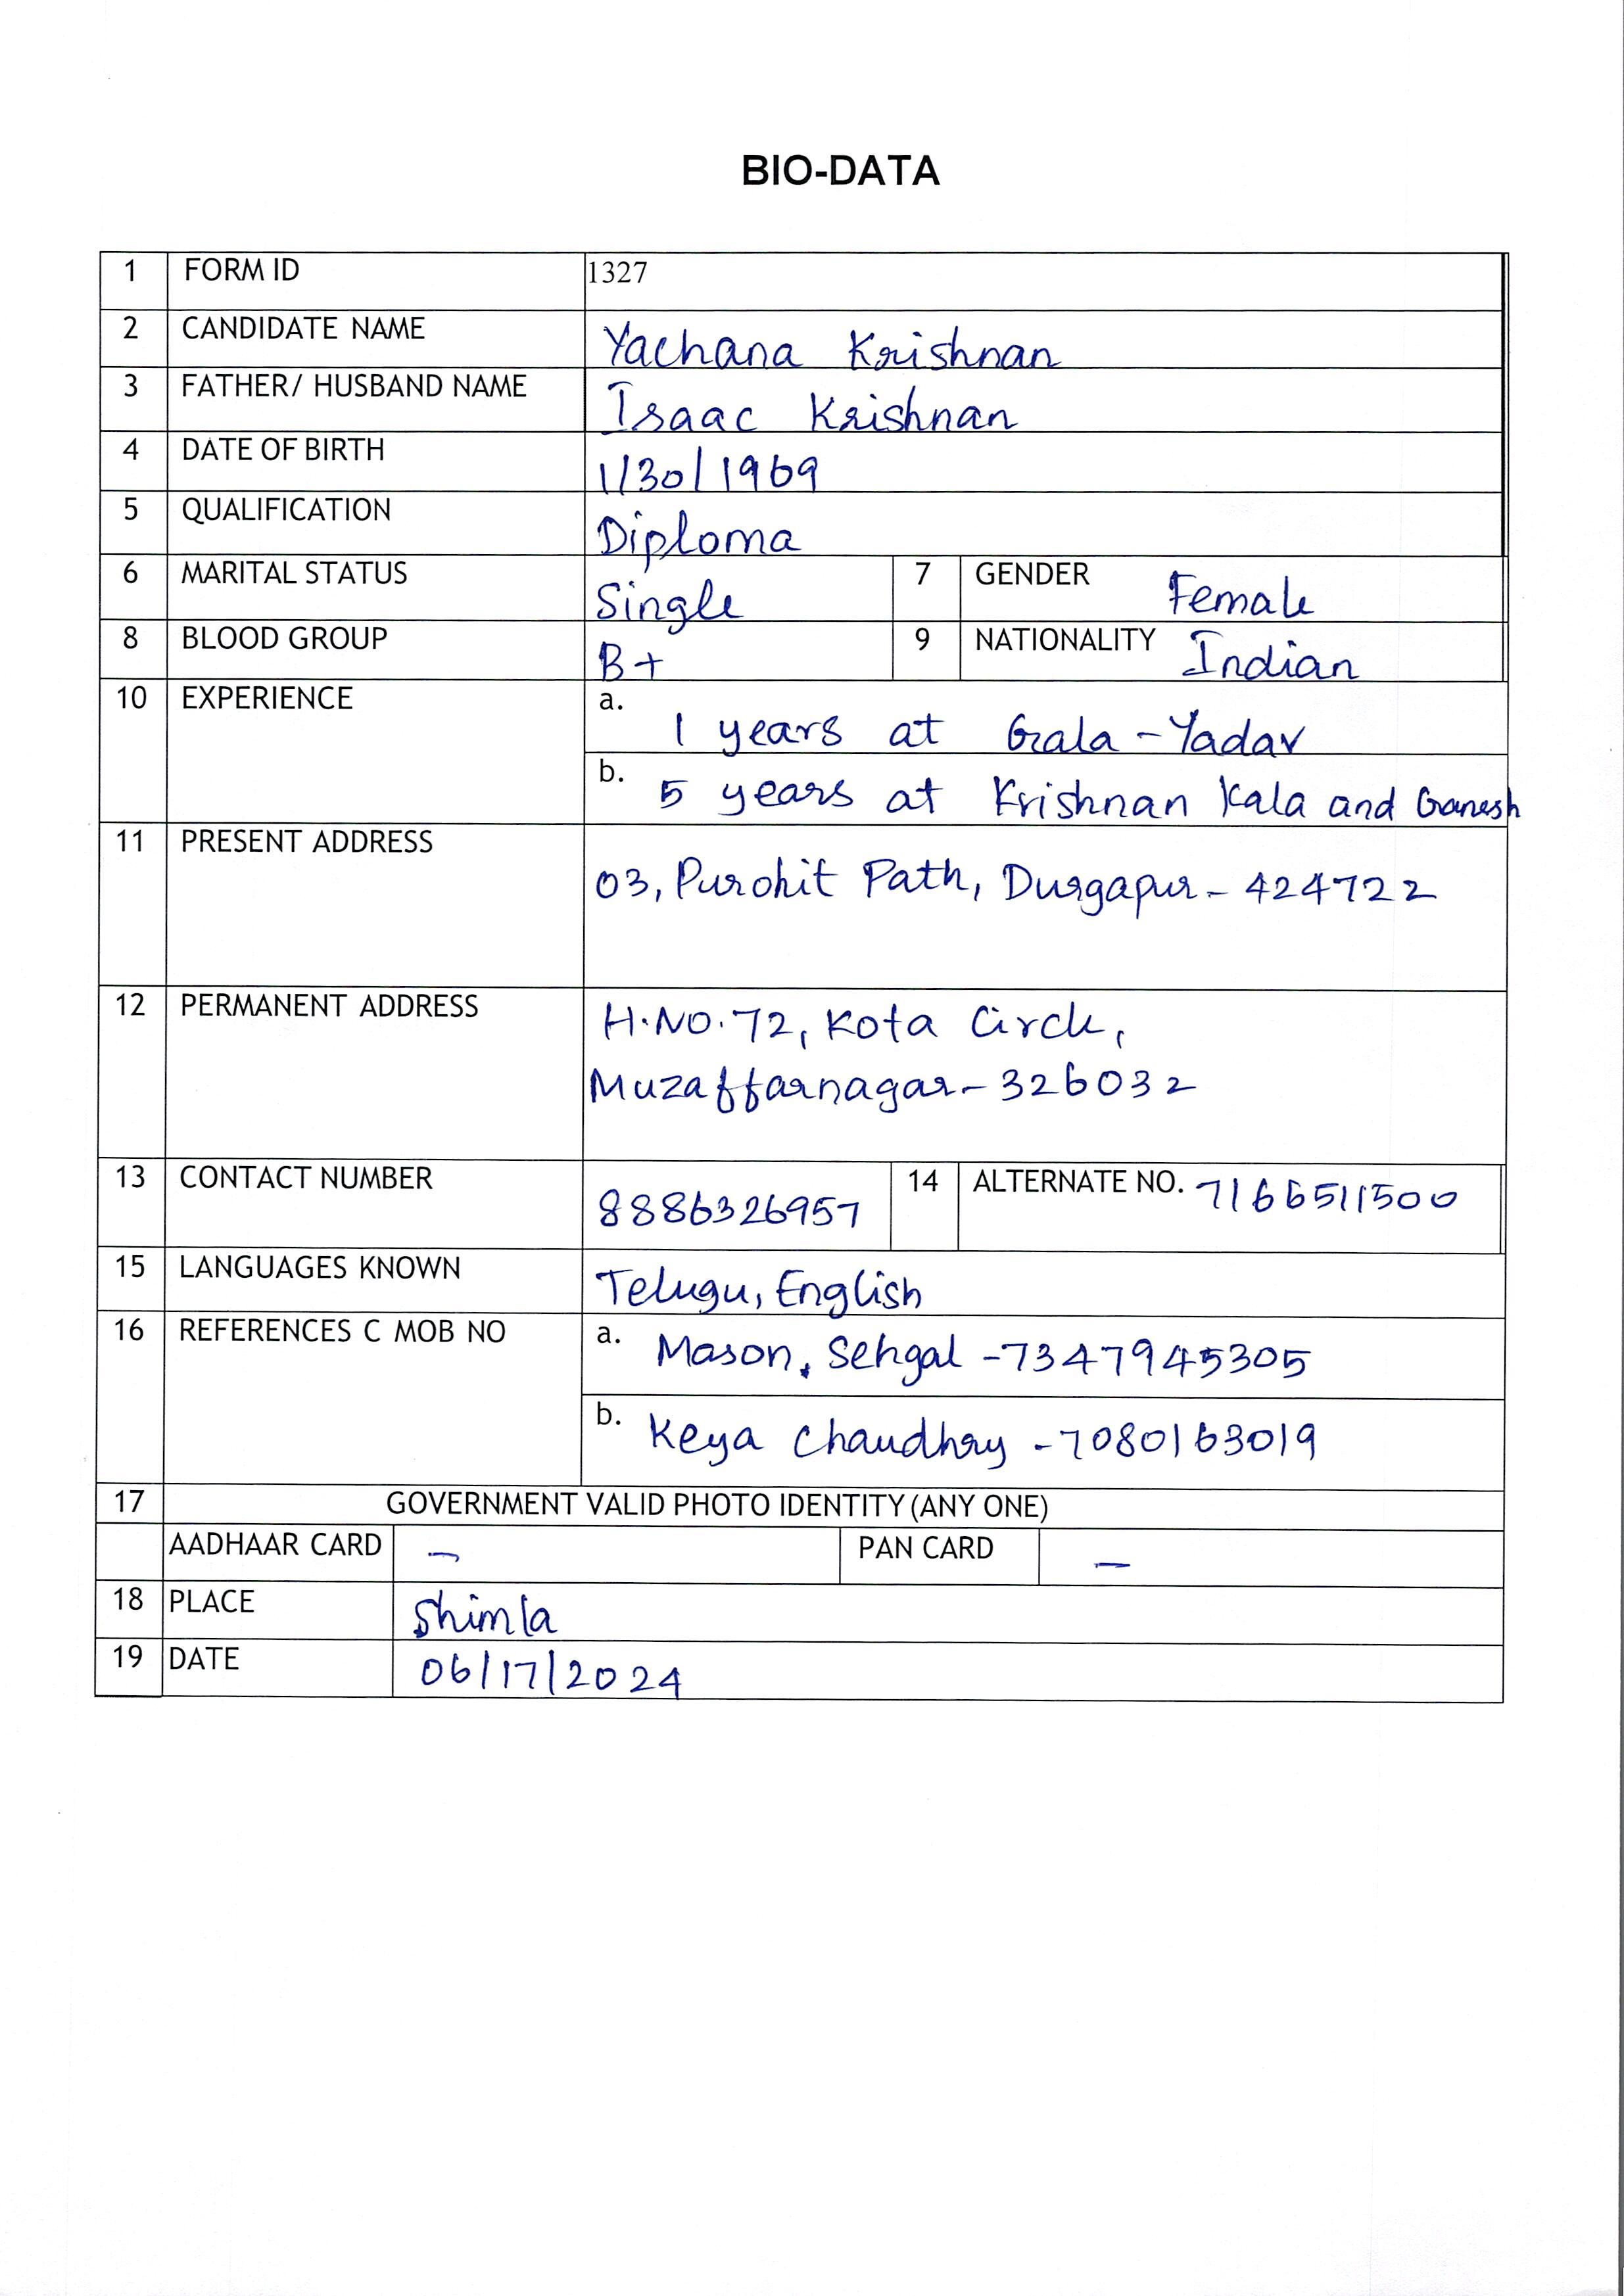 BIO-DATA
1 FORM ID 1327
2 CANDIDATE NAME Yachana Krishnan
3 FATHER/ HUSBAND NAME Isaac Krishnan
4 DATE OF BIRTH 1/30/1969
5 QUALIFICATION Diploma
6 MARITAL STATUS Single 7 GENDER Female
8 BLOOD GROUP B+ 9 NATIONALITY Indian
10 EXPERIENCE a. 1 years at Gala-Yadav
b. 5 years at Krishnan Kala and Ganesh
11 PRESENT ADDRESS 03, Purohit Path, Durgapur- 424722
12 PERMANENT ADDRESS H.NO.72, Kota Circle,
Muzaffarnagar-326032
13 CONTACT NUMBER 8886326957 14 ALTERNATE NO. 7166511500
15 LANGUAGES KNOWN Telugu, English
16 REFERENCES C MOB NO a. Mason, Sehgal -7347945305
b. Keya Chaudhry -7080163019
17 GOVERNMENT VALID PHOTO IDENTITY (ANY ONE)
AADHAAR CARD - PAN CARD -
18 PLACE Shimla
19 DATE 06/17/2024